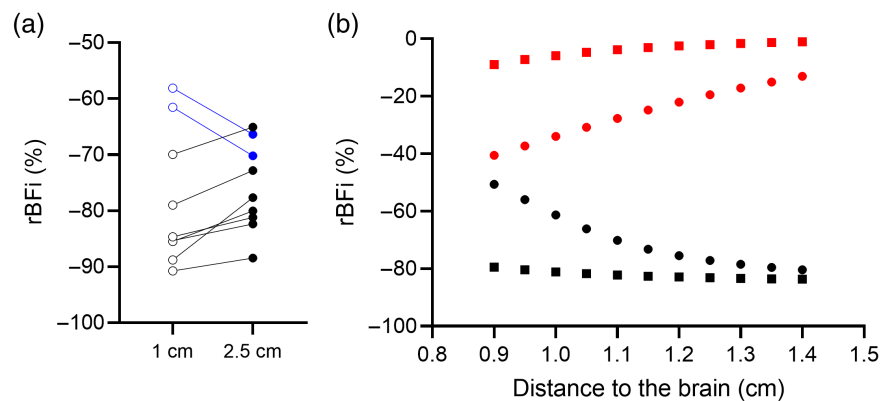 (a)
rBFi (%)
−50
−60
−70
−80
−90
−100
1 cm 2.5 cm
(b)
rBFi (%)
0
−20
−40
−60
−80
−100
0.8 0.9 1.0 1.1 1.2 1.3 1.4 1.5
Distance to the brain (cm)